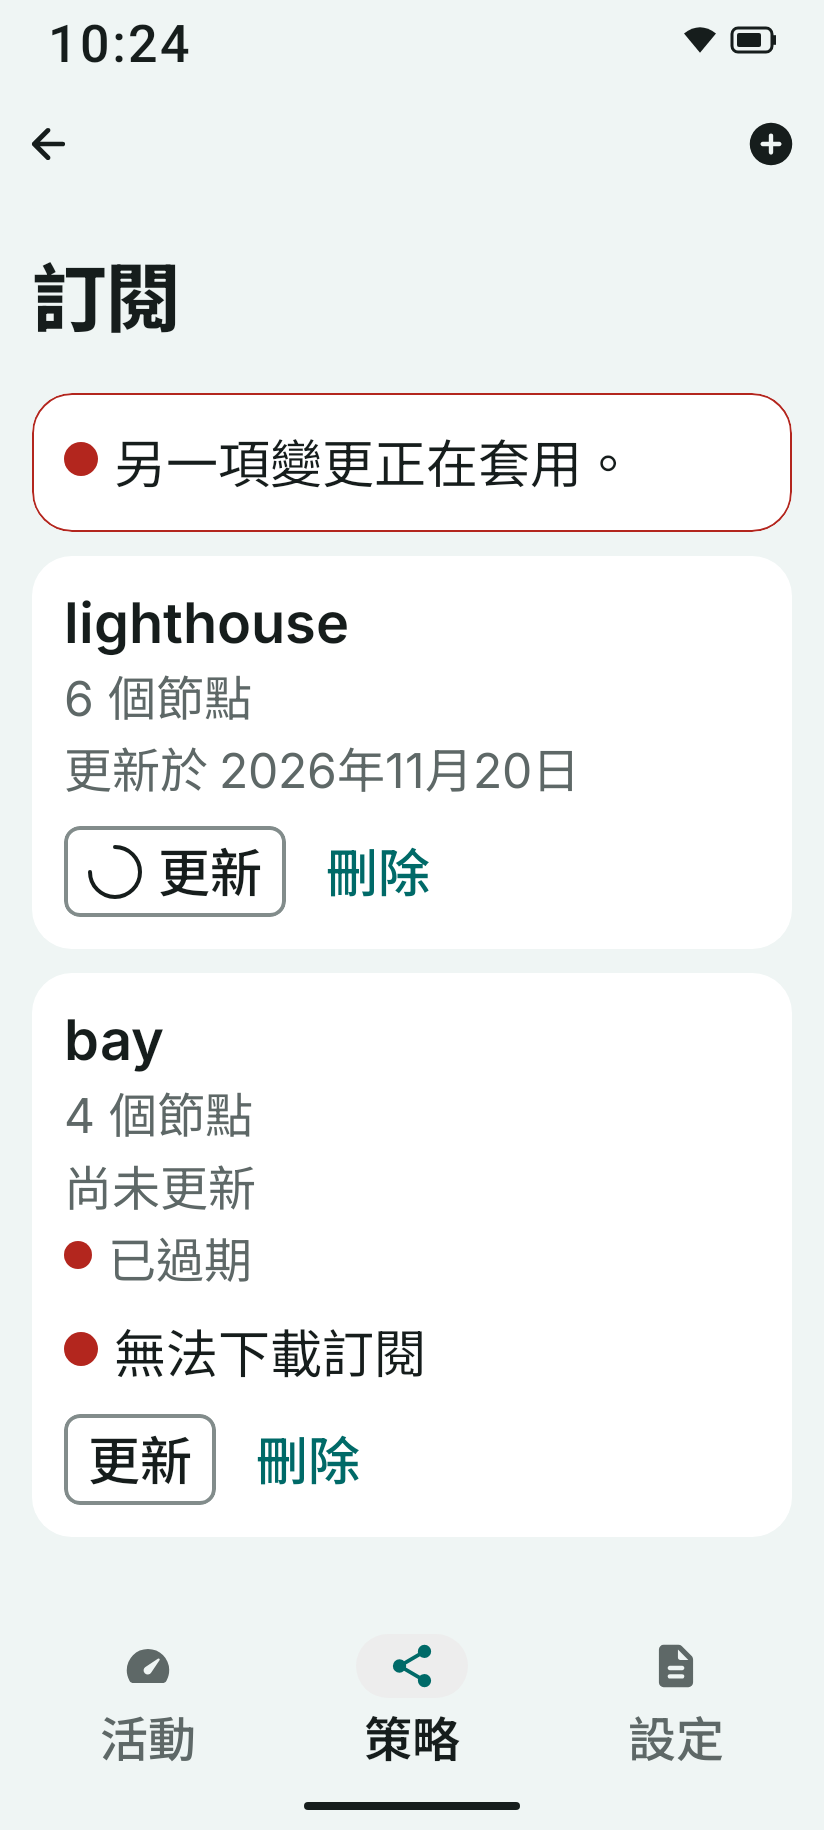 10:24
訂閱
另一項變更正在套用。
lighthouse
6 個節點
更新於 2026年11月20日
更新 刪除
bay
4 個節點
尚未更新
已過期
無法下載訂閱
更新 刪除
活動 策略 設定